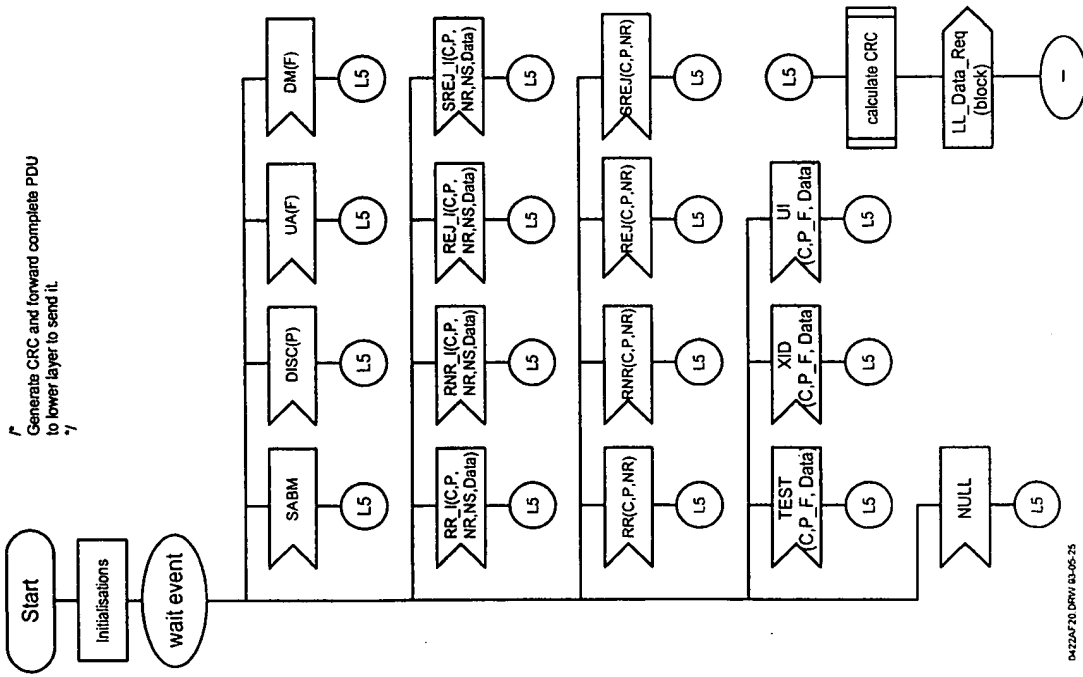 /*
Generate CRC and forward complete PDU
to lower layer to send it.
*/
Start
Initialisations
wait event
SABM
DISC(P)
UA(F)
DM(F)
L5
L5
L5
L5
RR_I(C,P,
NR,NS,Data)
RNR_I(C,P,
NR,NS,Data)
REJ_I(C,P,
NR,NS,Data)
SREJ_I(C,P,
NR,NS,Data)
L5
L5
L5
L5
RR(C,P,NR)
RNR(C,P,NR)
REJ(C,P,NR)
SREJ(C,P,NR)
L5
L5
L5
L5
TEST
(C,P_F, Data)
XID
(C,P_F, Data)
UI
(C,P_F, Data)
L5
L5
L5
L5
calculate CRC
LL_Data_Req
(block)
-
NULL
L5
0422AF20.DRW 93-05-25